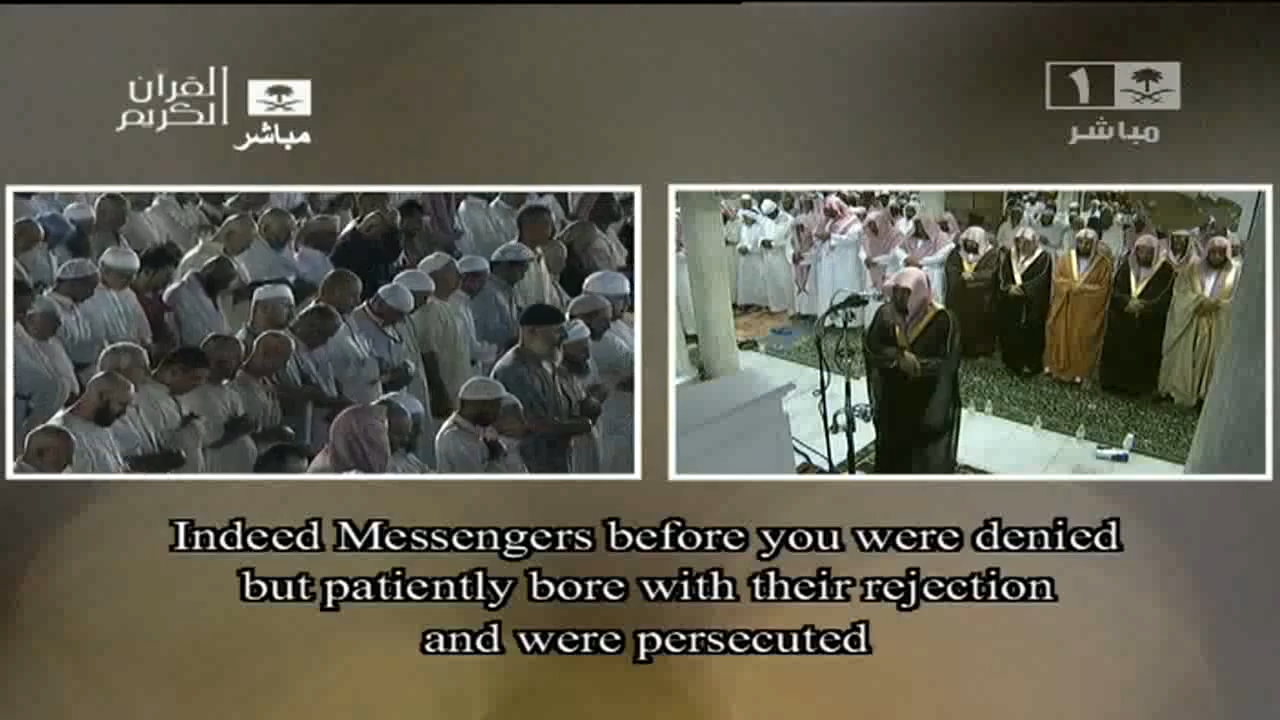 القرآن
الكريم
مباشر
١
مباشر
Indeed Messengers before you were denied
but patiently bore with their rejection
and were persecuted